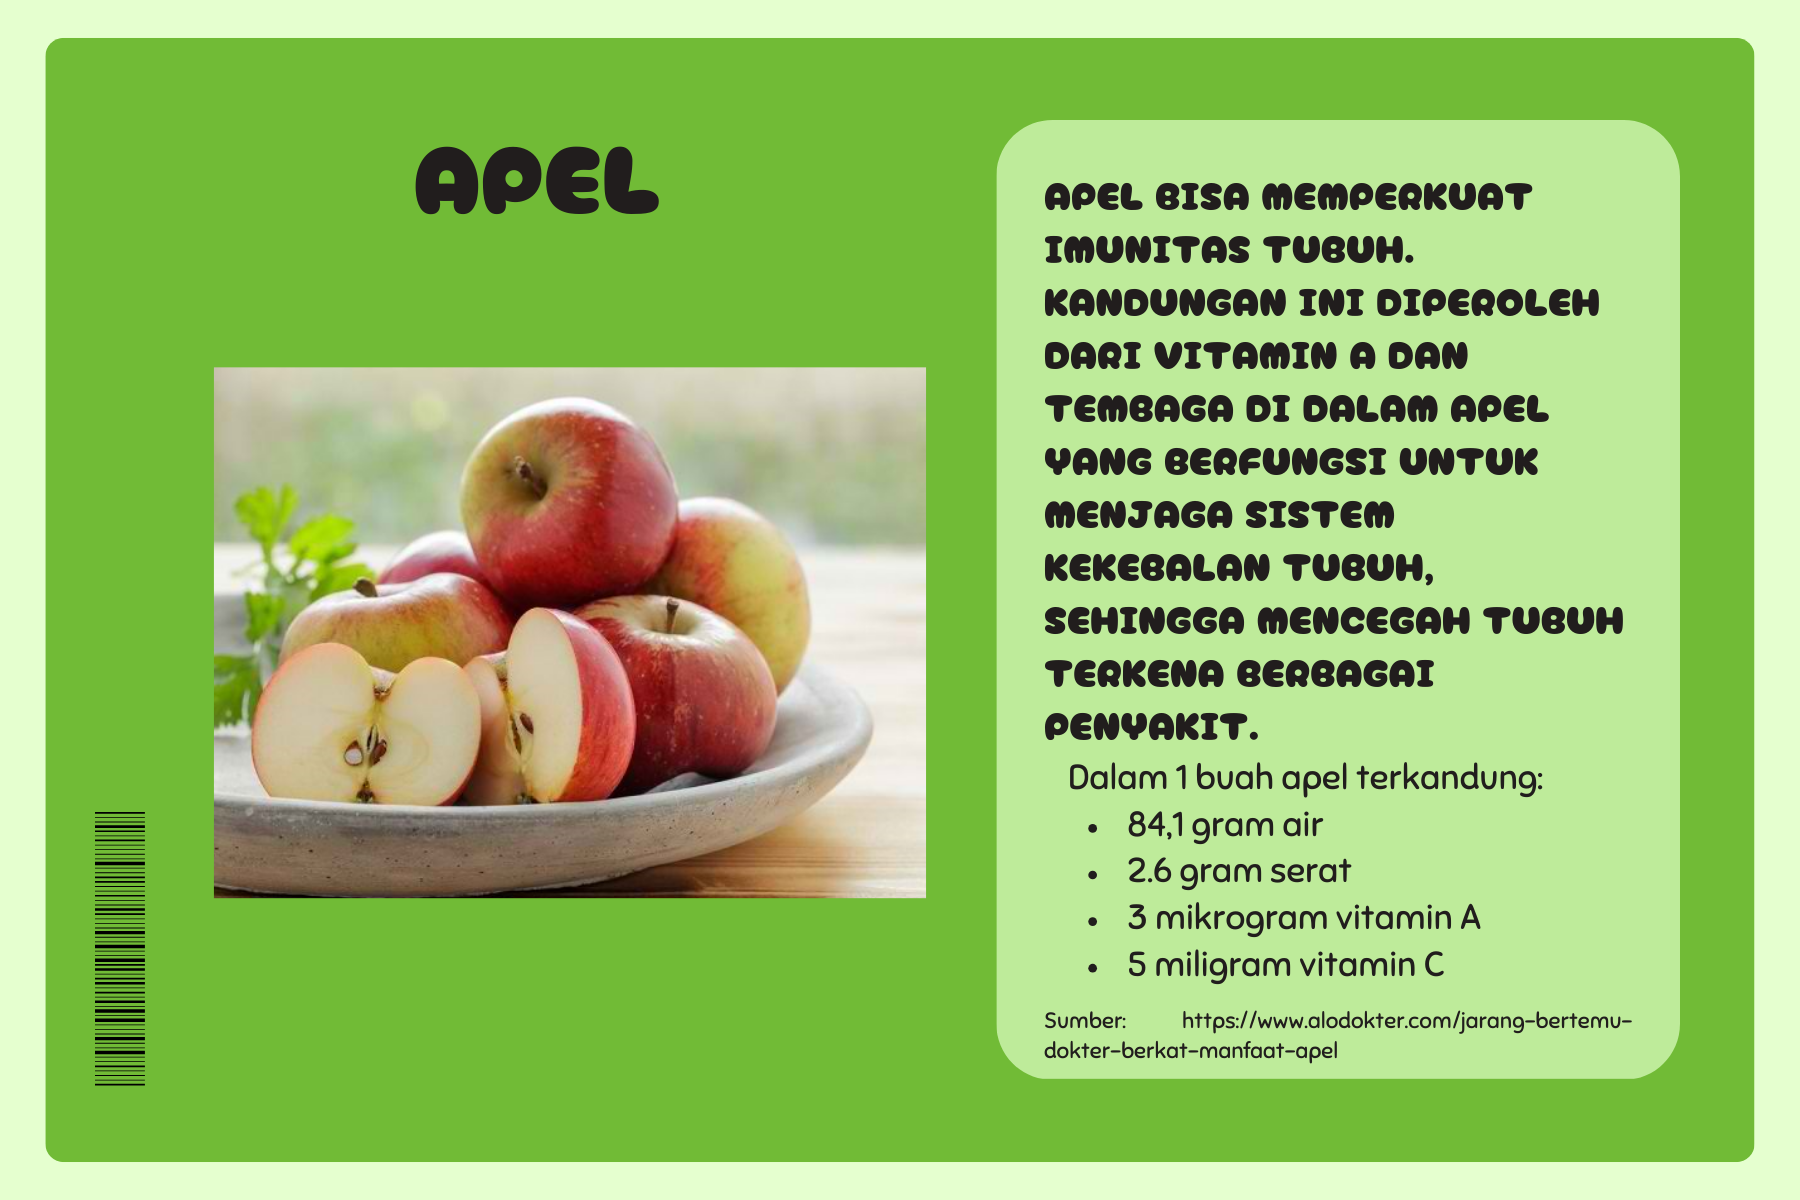 APEL
APEL BISA MEMPERKUAT
IMUNITAS TUBUH.
KANDUNGAN INI DIPEROLEH
DARI VITAMIN A DAN
TEMBAGA DI DALAM APEL
YANG BERFUNGSI UNTUK
MENJAGA SISTEM
KEKEBALAN TUBUH,
SEHINGGA MENCEGAH TUBUH
TERKENA BERBAGAI
PENYAKIT.
Dalam 1 buah apel terkandung:
• 84,1 gram air
• 2.6 gram serat
• 3 mikrogram vitamin A
• 5 miligram vitamin C
Sumber: https://www.alodokter.com/jarang-bertemu-
dokter-berkat-manfaat-apel